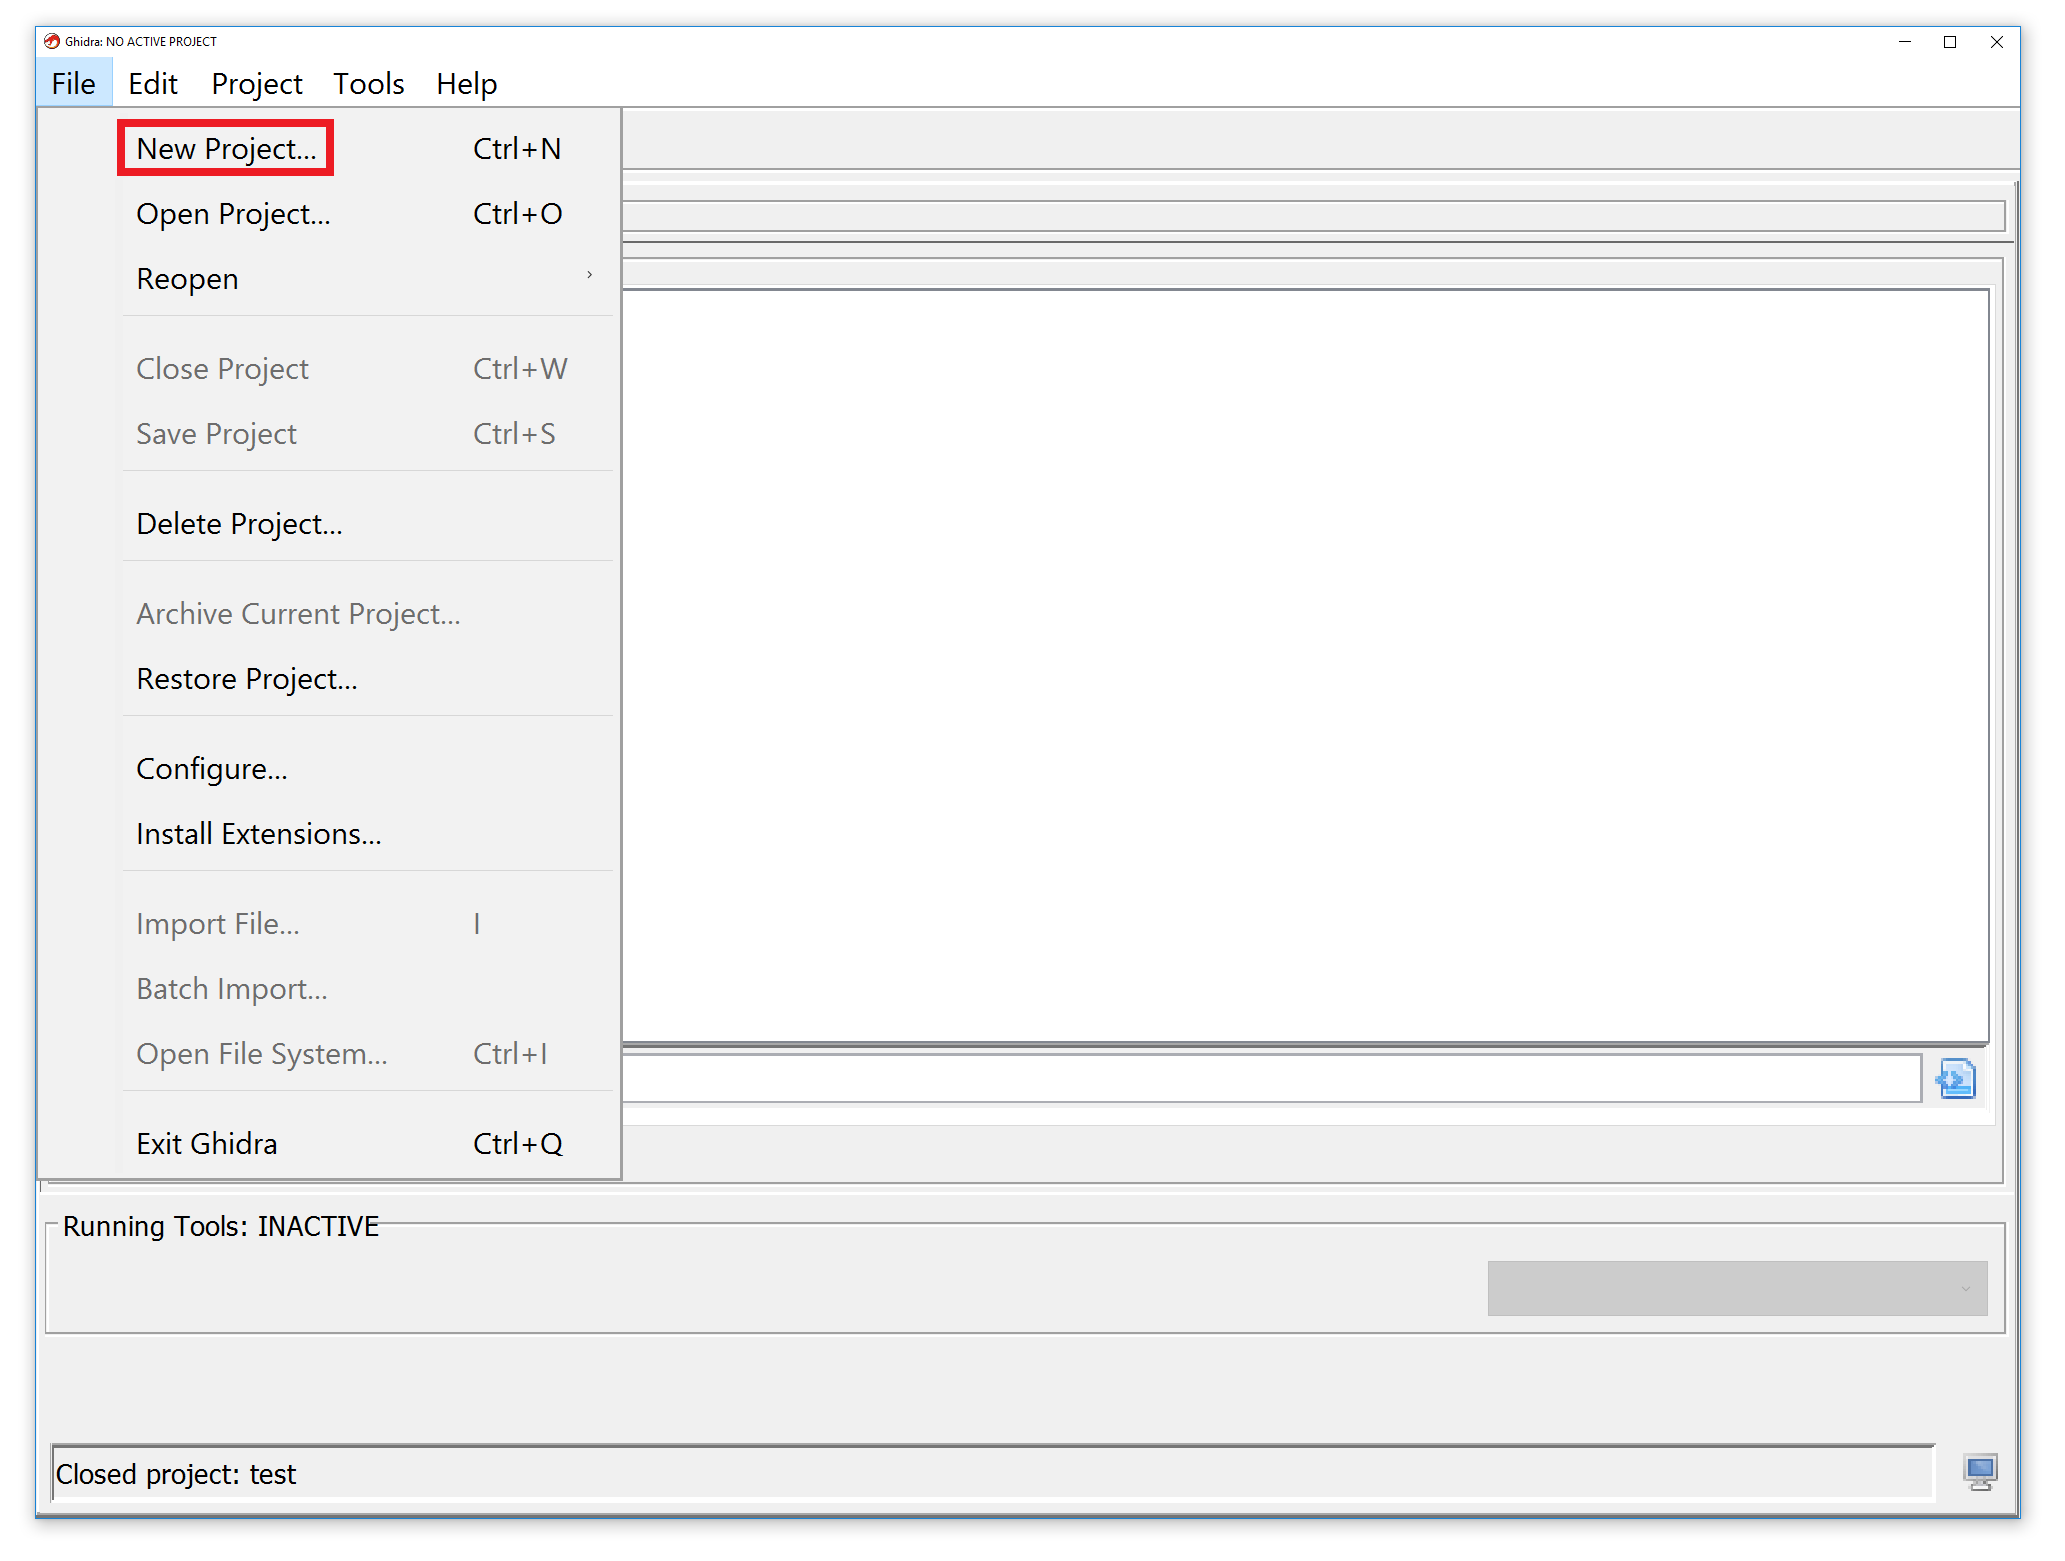 Ghidra: NO ACTIVE PROJECT
File Edit Project Tools Help
New Project... Ctrl+N
Open Project... Ctrl+O
Reopen
Close Project Ctrl+W
Save Project Ctrl+S
Delete Project...
Archive Current Project...
Restore Project...
Configure...
Install Extensions...
Import File... I
Batch Import...
Open File System... Ctrl+I
Exit Ghidra Ctrl+Q
Running Tools: INACTIVE
Closed project: test